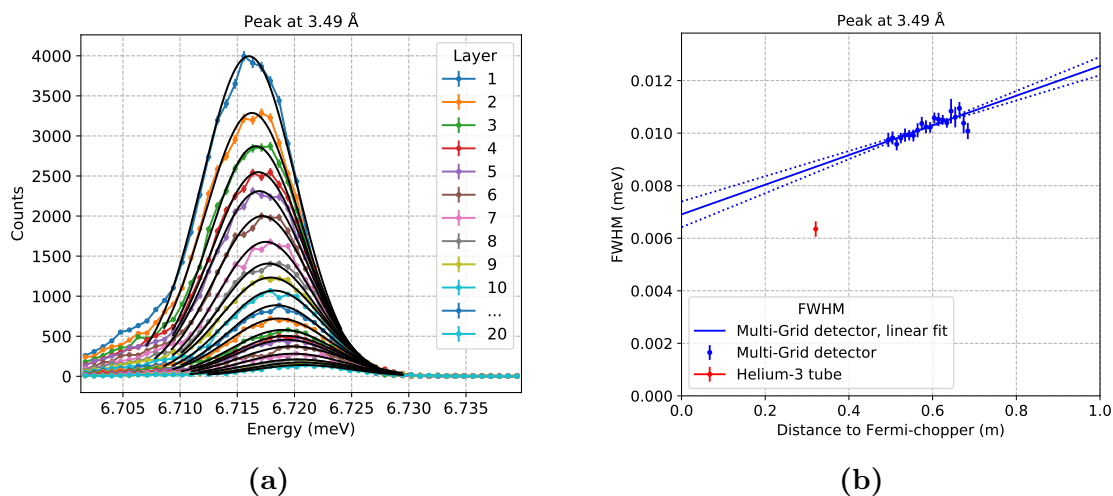 Peak at 3.49 Å
Counts
4000
3500
3000
2500
2000
1500
1000
500
0
Layer
1
2
3
4
5
6
7
8
9
10
...
20
6.705 6.710 6.715 6.720 6.725 6.730 6.735
Energy (meV)
(a)
Peak at 3.49 Å
FWHM (meV)
0.012
0.010
0.008
0.006
0.004
0.002
0.000
FWHM
Multi-Grid detector, linear fit
Multi-Grid detector
Helium-3 tube
0.0 0.2 0.4 0.6 0.8 1.0
Distance to Fermi-chopper (m)
(b)